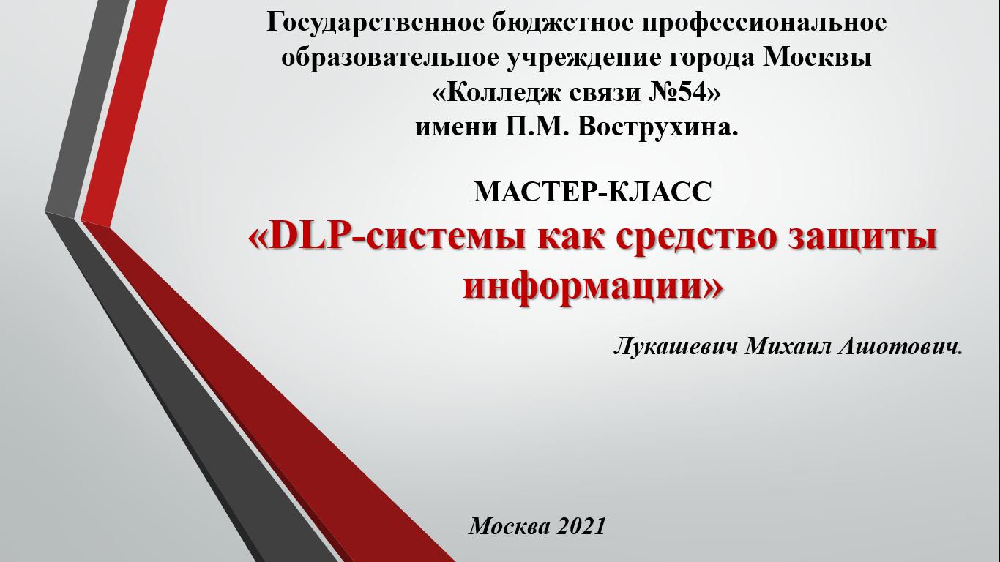 Государственное бюджетное профессиональное
образовательное учреждение города Москвы
«Колледж связи №54»
имени П.М. Вострухина.
МАСТЕР-КЛАСС
«DLP-системы как средство защиты
информации»
Лукашевич Михаил Ашотович.
Москва 2021